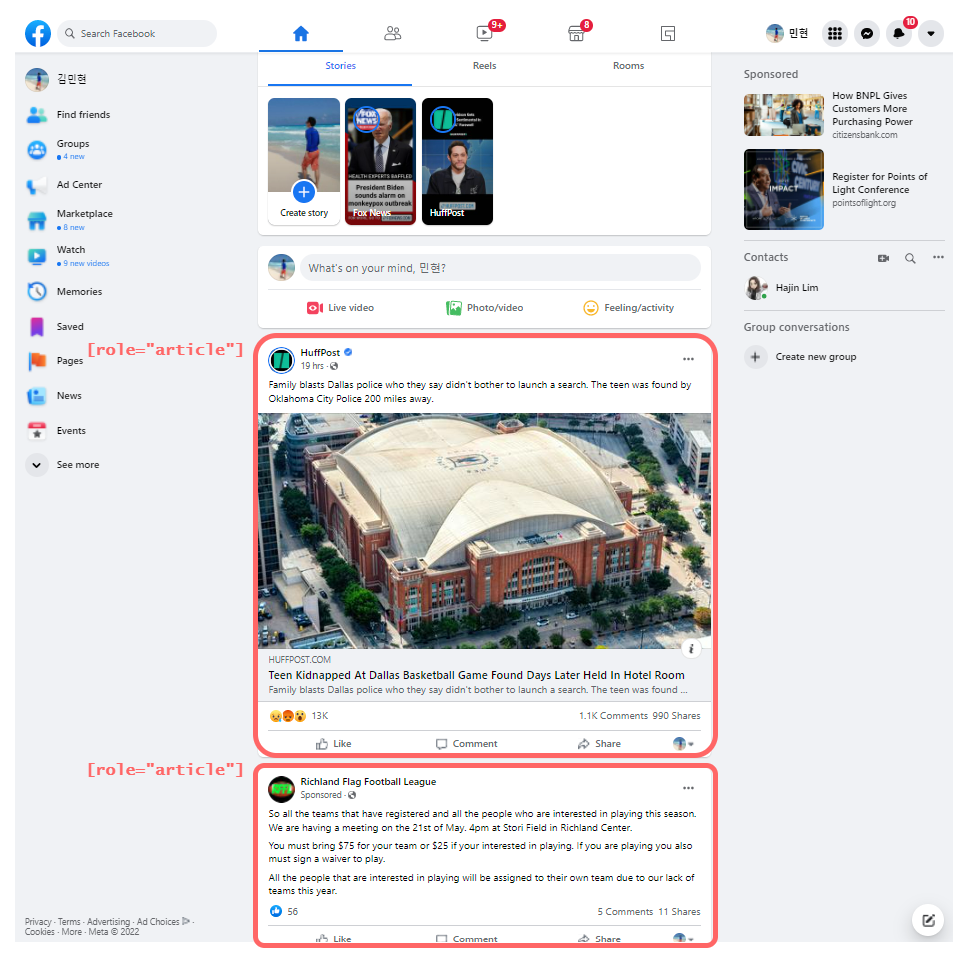 Search Facebook
9+
8
민현
10
김민현
Find friends
Groups
4 new
Ad Center
Marketplace
8 new
Watch
9 new videos
Memories
Saved
Pages
News
Events
See more
Privacy · Terms · Advertising · Ad Choices ·
Cookies · More · Meta © 2022
Stories
Reels
Rooms
Create story
FOX
NEWS
HEALTH EXPERTS BAFFLED
President Biden
sounds alarm on
monkeypox outbreak
Fox News
HuffPost
What's on your mind, 민현?
Live video
Photo/video
Feeling/activity
[role="article"]
HuffPost
19 hrs ·
Family blasts Dallas police who they say didn't bother to launch a search. The teen was found by
Oklahoma City Police 200 miles away.
HUFFPOST.COM
Teen Kidnapped At Dallas Basketball Game Found Days Later Held In Hotel Room
Family blasts Dallas police who they say didn't bother to launch a search. The teen was found ...
13K
1.1K Comments 990 Shares
Like
Comment
Share
[role="article"]
Richland Flag Football League
Sponsored ·
So all the teams that have registered and all the people who are interested in playing this season.
We are having a meeting on the 21st of May. 4pm at Stori Field in Richland Center.
You must bring $75 for your team or $25 if your interested in playing. If you are playing you also
must sign a waiver to play.
All the people that are interested in playing will be assigned to their own team due to our lack of
teams this year.
56
5 Comments 11 Shares
Like
Comment
Share
Sponsored
How BNPL Gives
Customers More
Purchasing Power
citizensbank.com
CIVIC
CENTURY
IMPACT
Register for Points of
Light Conference
pointsoflight.org
Contacts
Hajin Lim
Group conversations
Create new group